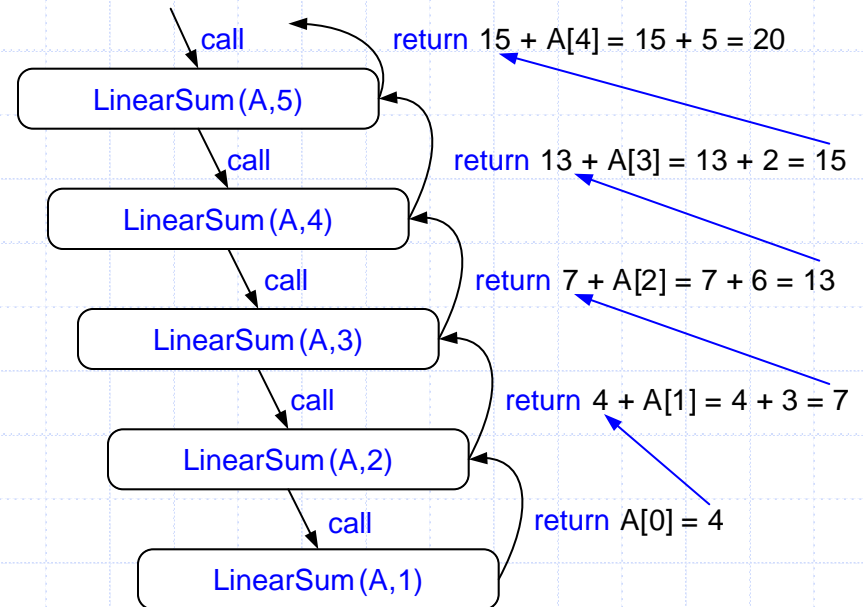 call
return 15 + A[4] = 15 + 5 = 20
LinearSum(A,5)
call
return 13 + A[3] = 13 + 2 = 15
LinearSum(A,4)
call
return 7 + A[2] = 7 + 6 = 13
LinearSum(A,3)
call
return 4 + A[1] = 4 + 3 = 7
LinearSum(A,2)
call
return A[0] = 4
LinearSum(A,1)